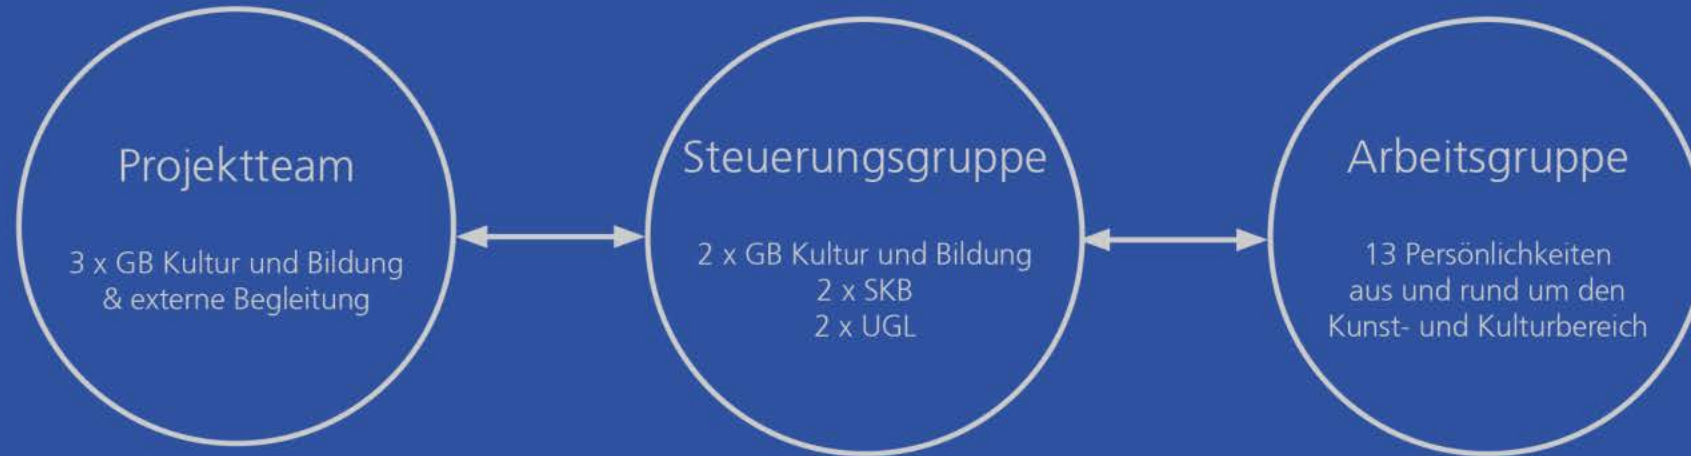 Projektteam
3 x GB Kultur und Bildung
& externe Begleitung
Steuerungsgruppe
2 x GB Kultur und Bildung
2 x SKB
2 x UGL
Arbeitsgruppe
13 Persönlichkeiten
aus und rund um den
Kunst- und Kulturbereich